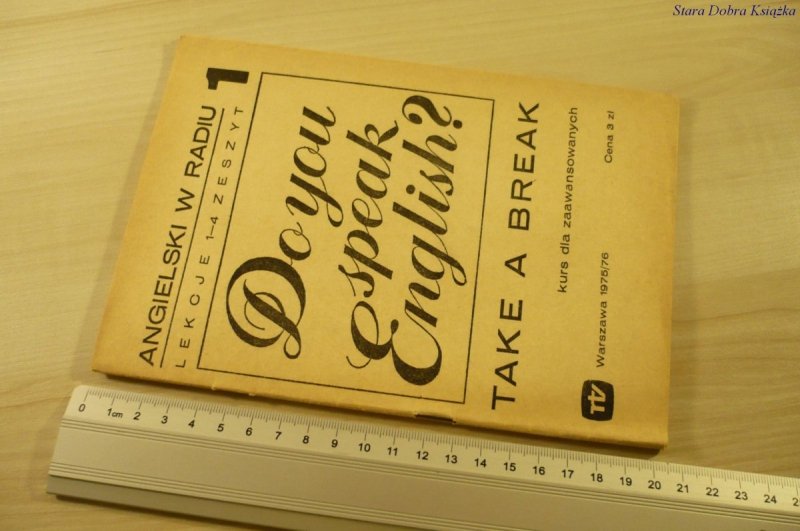 Stara Dobra Książka
ANGIELSKI W RADIU 1
LEKCJE 1-4 ZESZYT
Do you
speak
English?
TAKE A BREAK
kurs dla zaawansowanych
Cena 3 zl
TV Warszawa 1975/76
0 1cm 2 3 4 5 6 7 8 9 10 11 12 13 14 15 16 17 18 19 20 21 22 23 24